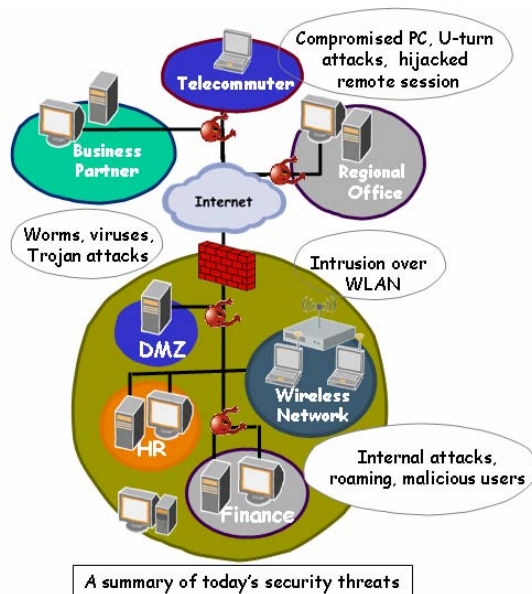 Compromised PC, U-turn
attacks, hijacked
remote session
Telecommuter
Business
Partner
Regional
Office
Internet
Worms, viruses,
Trojan attacks
Intrusion over
WLAN
DMZ
Wireless
Network
HR
Internal attacks,
roaming, malicious users
Finance
A summary of today's security threats